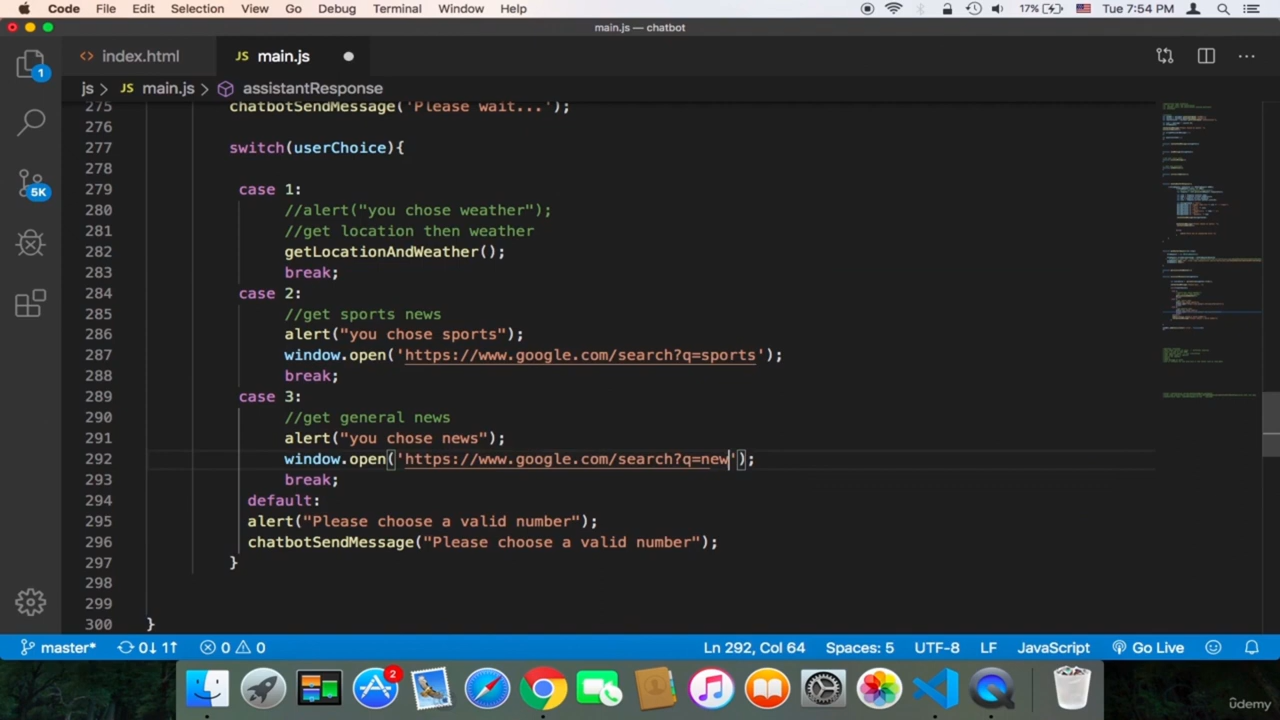 Code File Edit Selection View Go Debug Terminal Window Help 17% Tue 7:54 PM
main.js — chatbot
index.html JS main.js
js > JS main.js > assistantResponse
275 chatbotSendMessage('Please wait...');
276
277 switch(userChoice){
278
279 case 1:
280 //alert("you chose weather");
281 //get location then weather
282 getLocationAndWeather();
283 break;
284 case 2:
285 //get sports news
286 alert("you chose sports");
287 window.open('https://www.google.com/search?q=sports');
288 break;
289 case 3:
290 //get general news
291 alert("you chose news");
292 window.open('https://www.google.com/search?q=new');
293 break;
294 default:
295 alert("Please choose a valid number");
296 chatbotSendMessage("Please choose a valid number");
297 }
298
299
300 }
1
5K
master* 0↓ 1↑ 0 0 Ln 292, Col 64 Spaces: 5 UTF-8 LF JavaScript Go Live
2
ûdemy